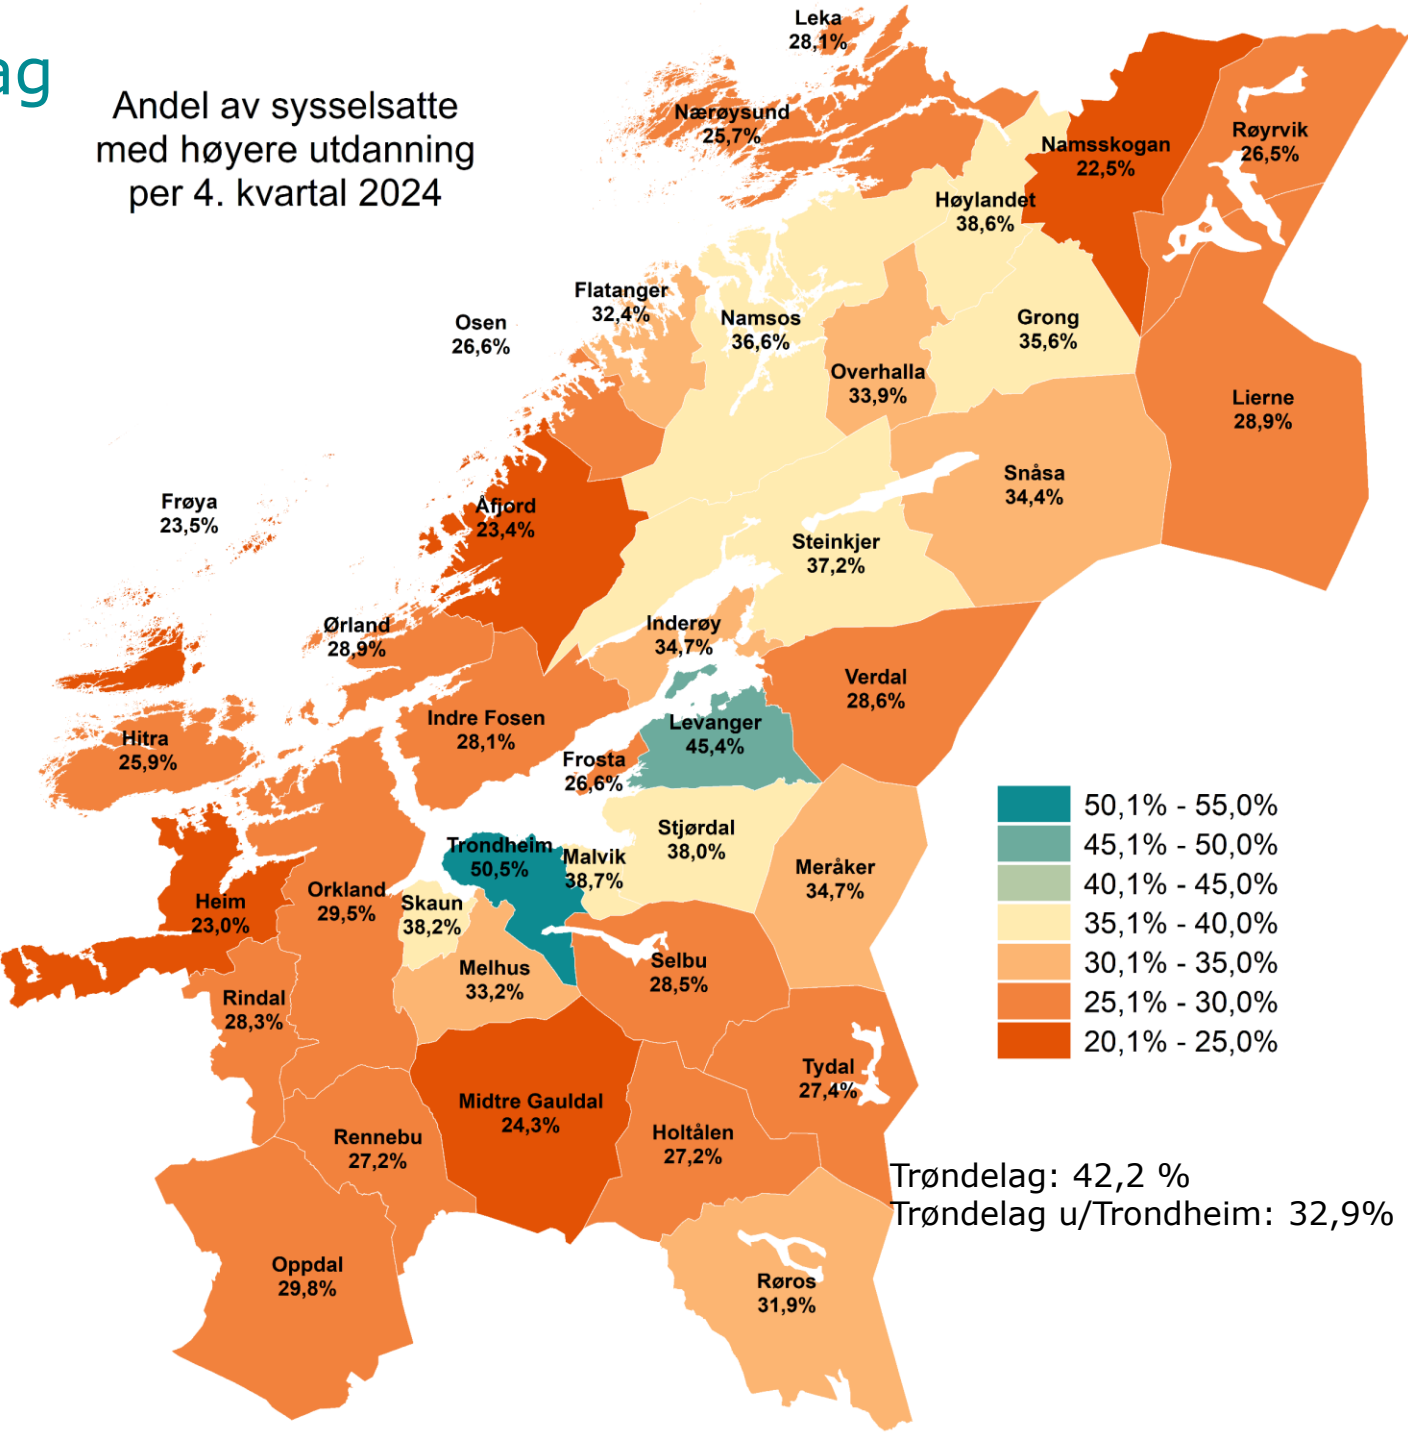 ag
Andel av sysselsatte
med høyere utdanning
per 4. kvartal 2024
Leka
28,1%
Nærøysund
25,7%
Namsskogan
22,5%
Røyrvik
26,5%
Høylandet
38,6%
Flatanger
32,4%
Osen
26,6%
Namsos
36,6%
Grong
35,6%
Overhalla
33,9%
Lierne
28,9%
Snåsa
34,4%
Frøya
23,5%
Åfjord
23,4%
Steinkjer
37,2%
Ørland
28,9%
Inderøy
34,7%
Verdal
28,6%
Indre Fosen
28,1%
Levanger
45,4%
Hitra
25,9%
Frosta
26,6%
Stjørdal
38,0%
Trondheim
50,5%
Malvik
38,7%
Meråker
34,7%
Orkland
29,5%
Skaun
38,2%
Heim
23,0%
Melhus
33,2%
Selbu
28,5%
Rindal
28,3%
Tydal
27,4%
Midtre Gauldal
24,3%
Holtålen
27,2%
Rennebu
27,2%
Oppdal
29,8%
Røros
31,9%
50,1% - 55,0%
45,1% - 50,0%
40,1% - 45,0%
35,1% - 40,0%
30,1% - 35,0%
25,1% - 30,0%
20,1% - 25,0%
Trøndelag: 42,2 %
Trøndelag u/Trondheim: 32,9%